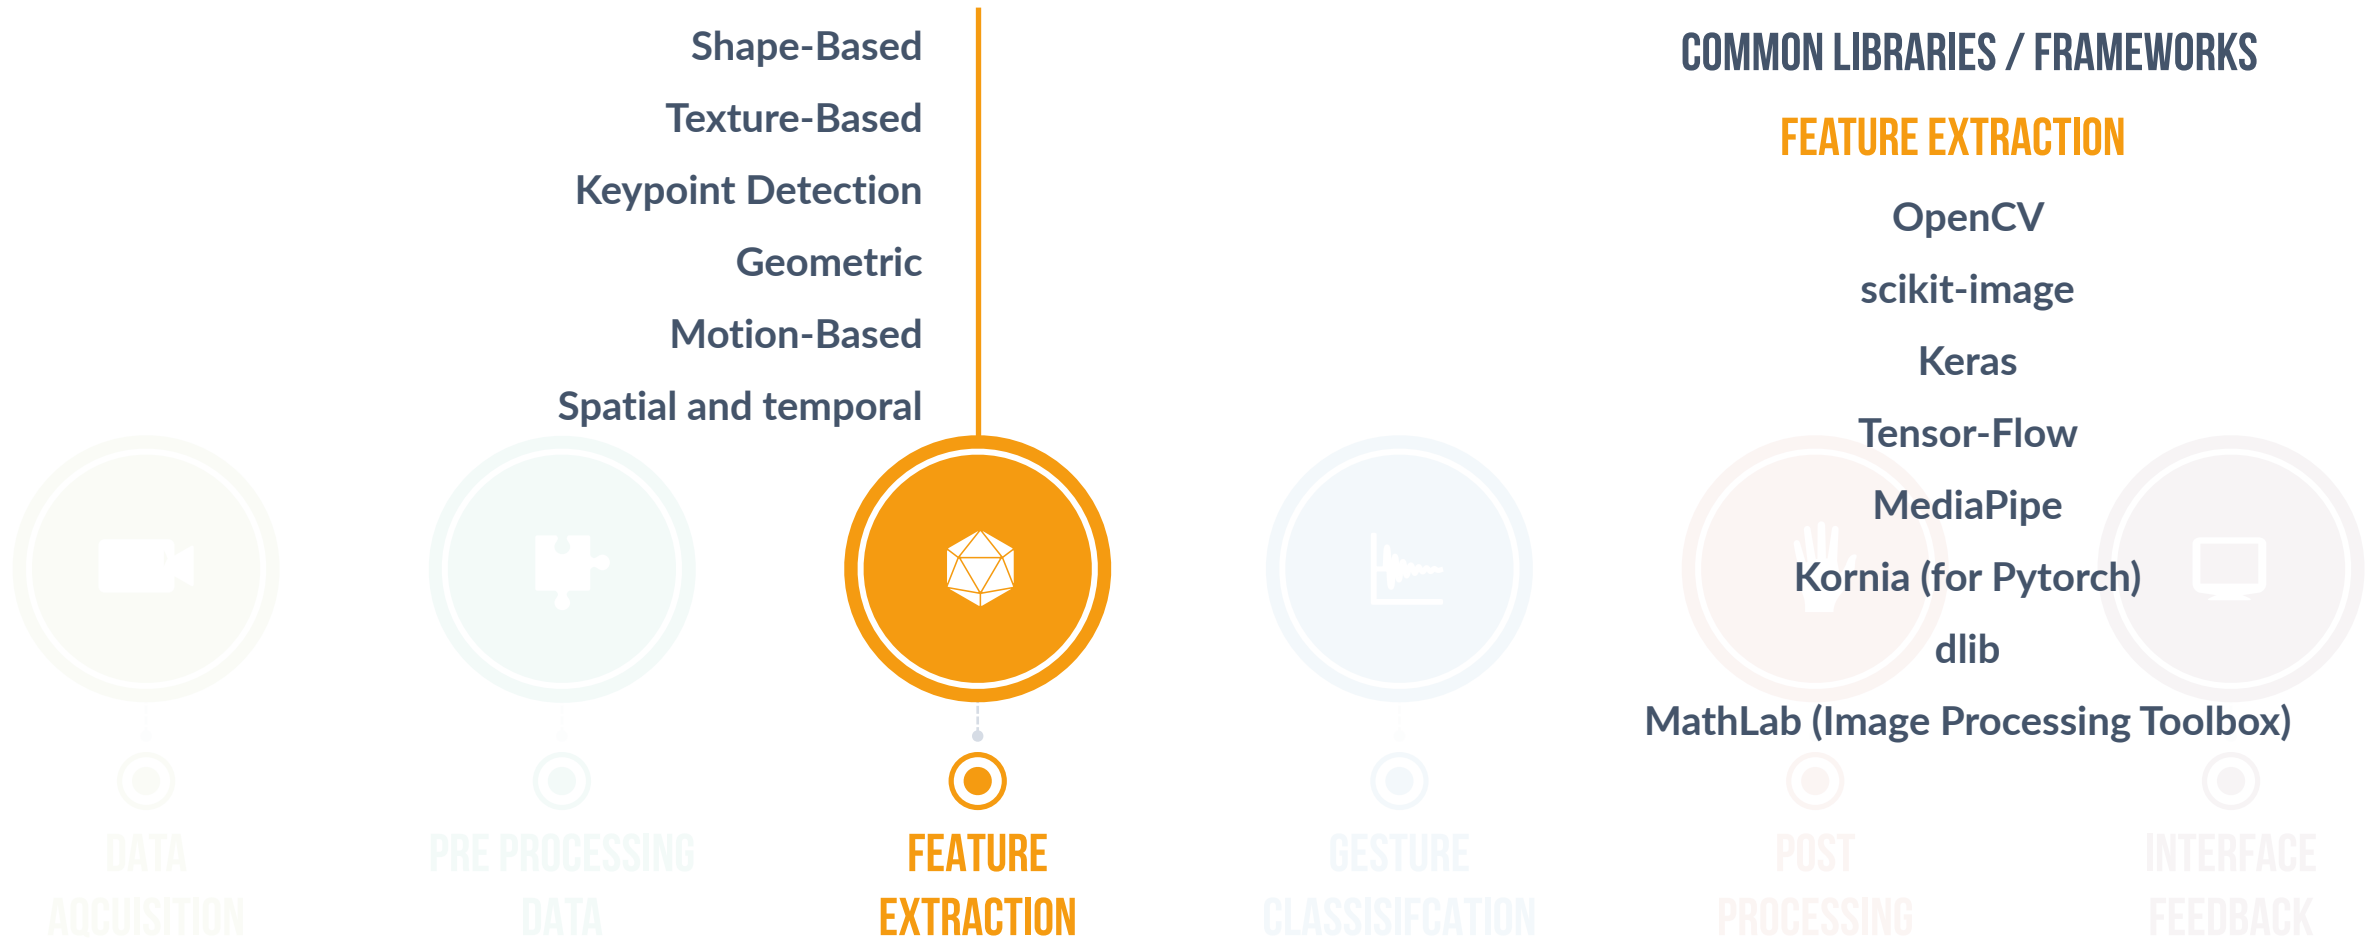 Shape-Based
Texture-Based
Keypoint Detection
Geometric
Motion-Based
Spatial and temporal
COMMON LIBRARIES / FRAMEWORKS
FEATURE EXTRACTION
OpenCV
scikit-image
Keras
Tensor-Flow
MediaPipe
Kornia (for Pytorch)
dlib
MathLab (Image Processing Toolbox)
DATA
AQCUISITION
PRE PROCESSING
DATA
FEATURE
EXTRACTION
GESTURE
CLASSISIFCATION
POST
PROCESSING
INTERFACE
FEEDBACK